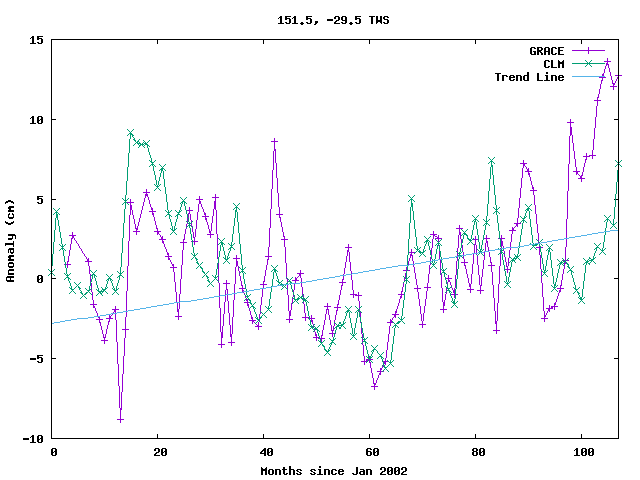 151.5, -29.5 TWS
GRACE
CLM
Trend Line
15
10
5
0
-5
-10
Anomaly (cm)
0 20 40 60 80 100
Months since Jan 2002